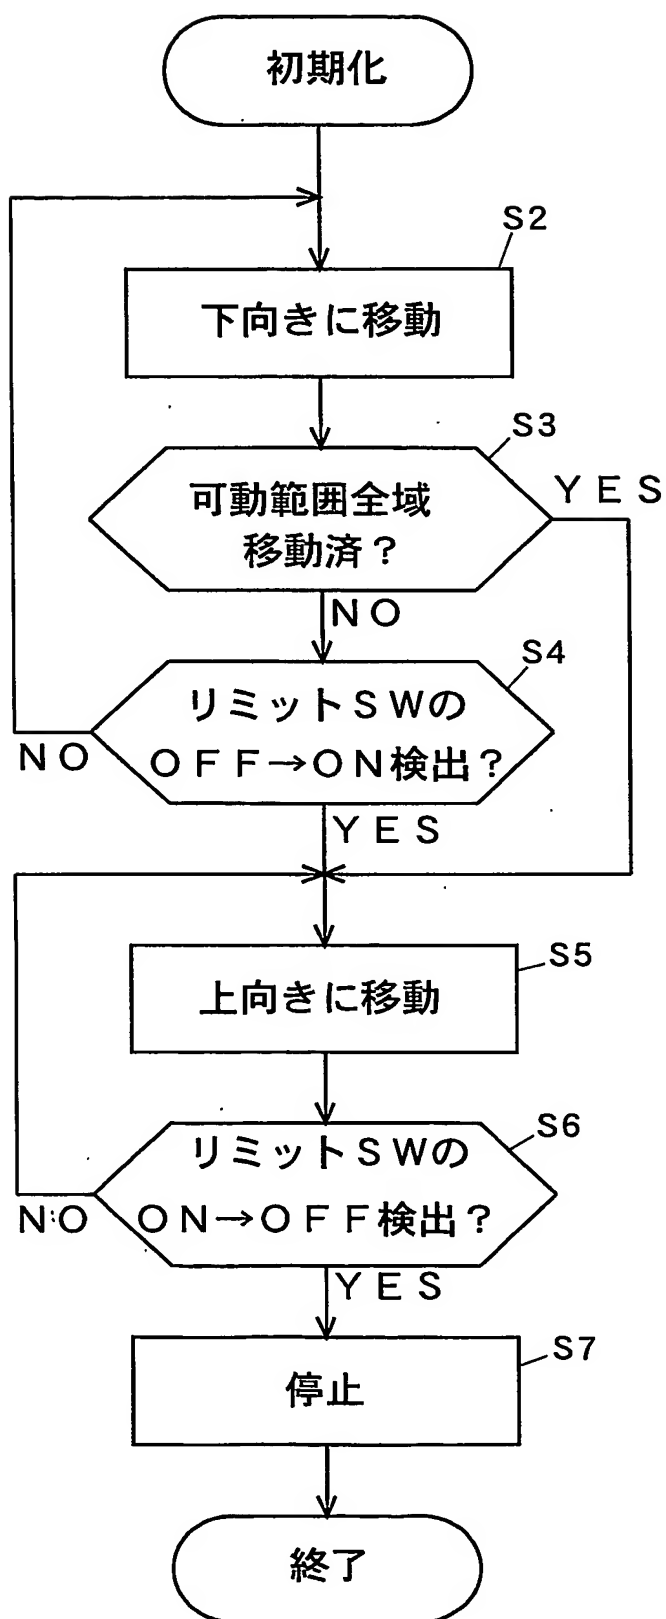 初期化
S2
下向きに移動
S3
可動範囲全域
移動済？
ＹＥＳ
ＮＯ
S4
リミットＳＷの
ＯＦＦ→ＯＮ検出？
ＮＯ
ＹＥＳ
S5
上向きに移動
S6
リミットＳＷの
ＯＮ→ＯＦＦ検出？
ＮＯ
ＹＥＳ
S7
停止
終了